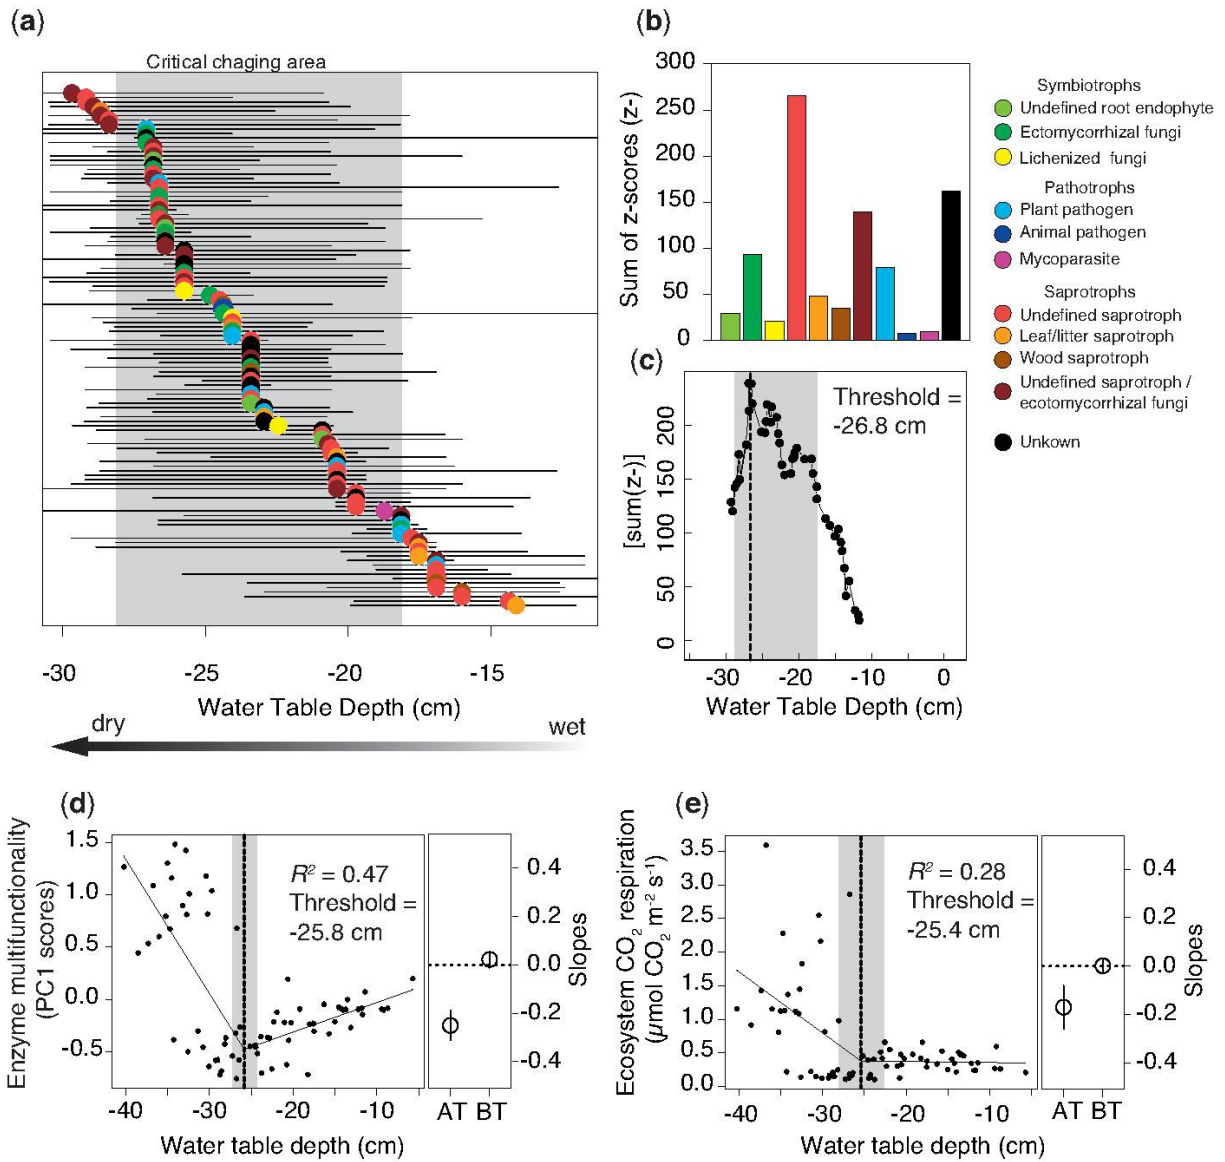 (a)
Critical chaging area
-30 -25 -20 -15
Water Table Depth (cm)
dry wet
(b)
Sum of z-scores (z-)
300
250
200
150
100
50
0
Symbiotrophs
Undefined root endophyte
Ectomycorrhizal fungi
Lichenized fungi
Pathotrophs
Plant pathogen
Animal pathogen
Mycoparasite
Saprotrophs
Undefined saprotroph
Leaf/litter saprotroph
Wood saprotroph
Undefined saprotroph /
ecotomycorrhizal fungi
Unkown
(c)
[sum(z-)]
200
150
100
50
0
Threshold =
-26.8 cm
-30 -20 -10 0
Water Table Depth (cm)
(d)
Enzyme multifunctionality
(PC1 scores)
1.5
1.0
0.5
0.0
-0.5
R² = 0.47
Threshold =
-25.8 cm
-40 -30 -20 -10
Water table depth (cm)
0.4
0.2
0.0
-0.2
-0.4
Slopes
AT BT
(e)
Ecosystem CO₂ respiration
(µmol CO₂ m⁻² s⁻¹)
3.5
3.0
2.5
2.0
1.5
1.0
0.5
0.0
R² = 0.28
Threshold =
-25.4 cm
-40 -30 -20 -10
Water table depth (cm)
0.4
0.2
0.0
-0.2
-0.4
Slopes
AT BT